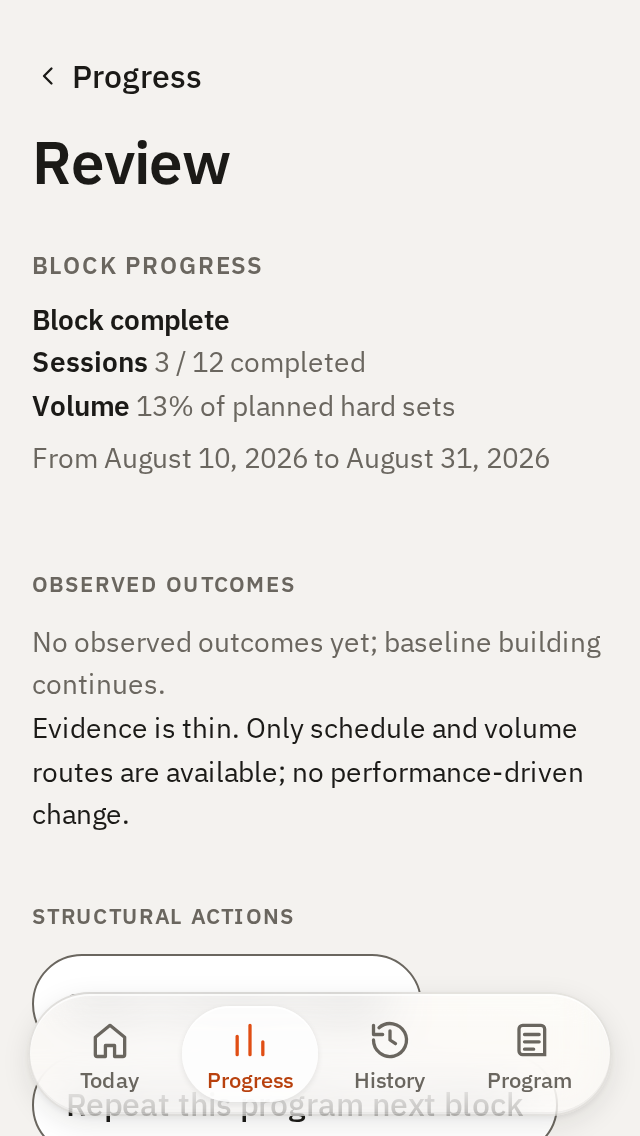 Progress
Review
BLOCK PROGRESS
Block complete
Sessions 3 / 12 completed
Volume 13% of planned hard sets
From August 10, 2026 to August 31, 2026
OBSERVED OUTCOMES
No observed outcomes yet; baseline building
continues.
Evidence is thin. Only schedule and volume
routes are available; no performance-driven
change.
STRUCTURAL ACTIONS
Today
Progress
History
Program
Repeat this program next block